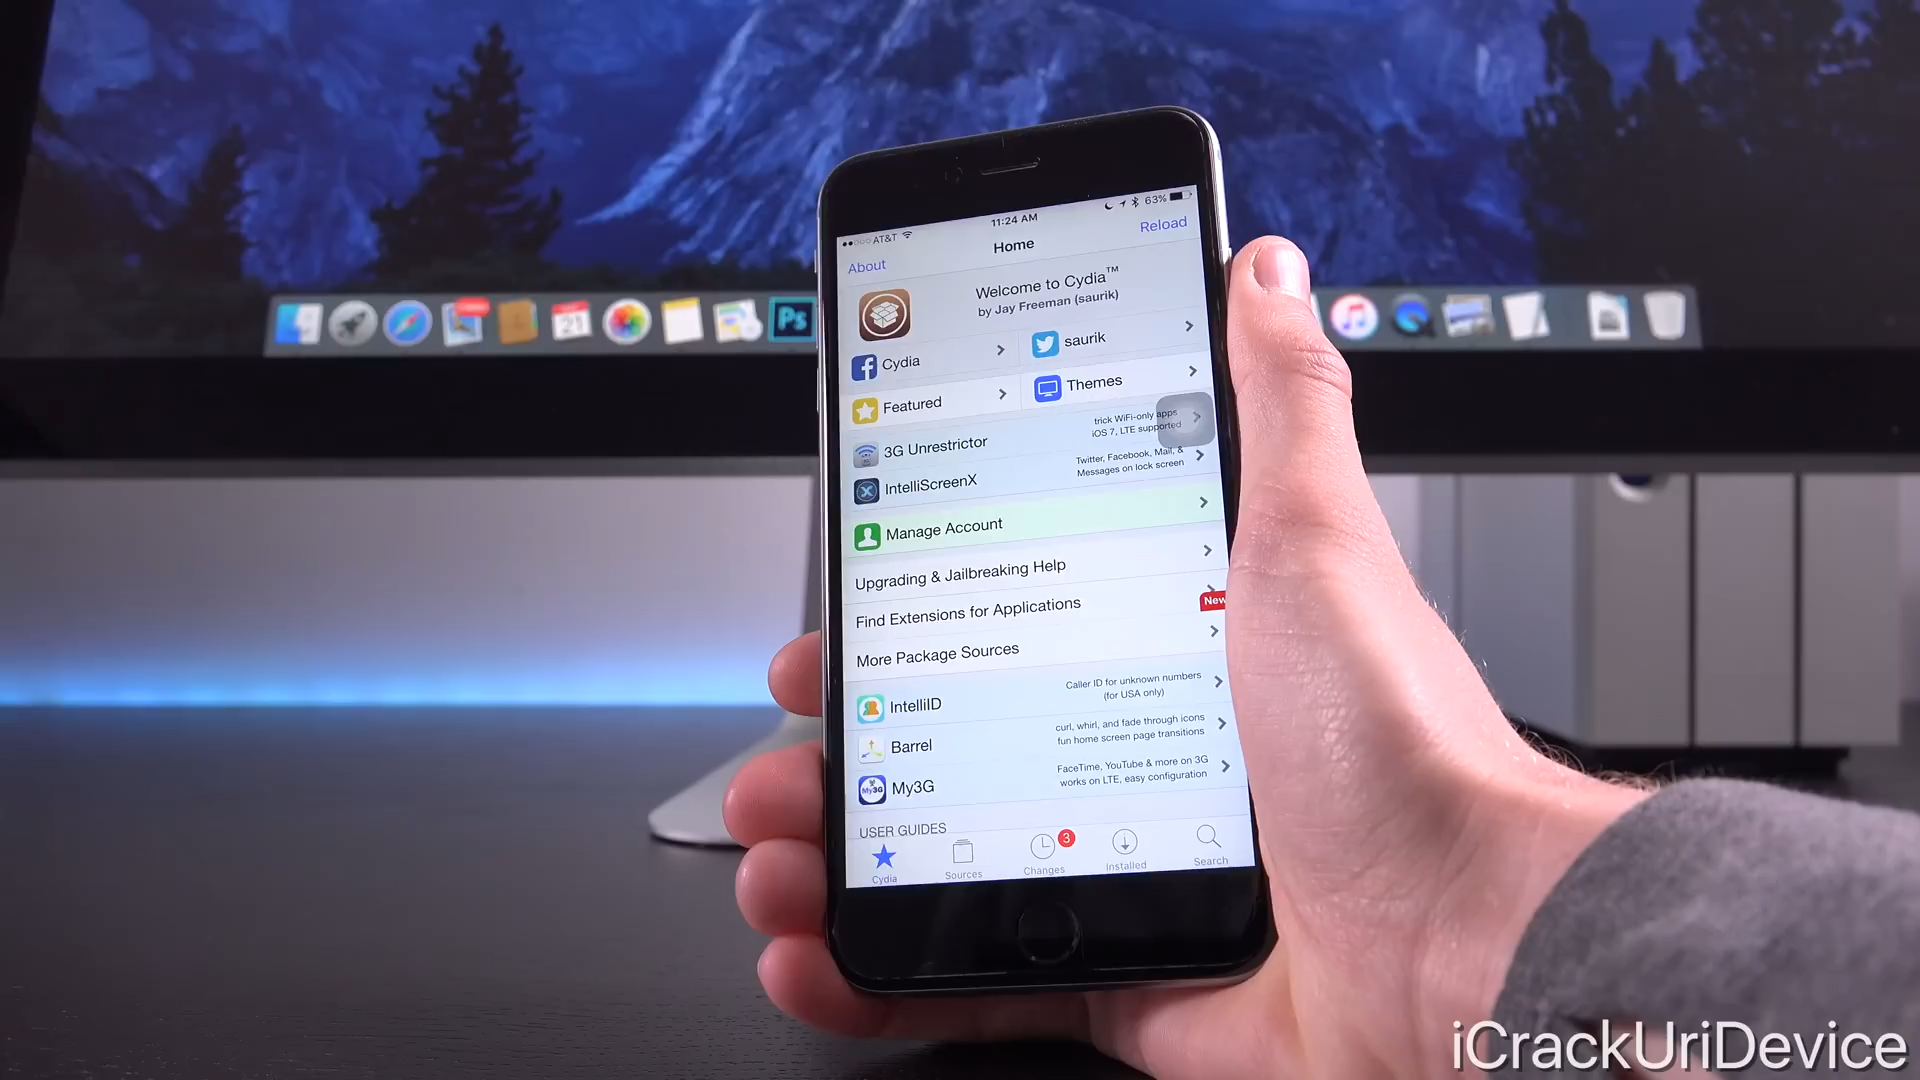 AT&T
11:24 AM
63%
About
Home
Reload
Welcome to Cydia™
by Jay Freeman (saurik)
Cydia
saurik
Featured
Themes
3G Unrestrictor
trick WiFi-only apps
iOS 7, LTE supported
IntelliScreenX
Twitter, Facebook, Mail, &
Messages on lock screen
Manage Account
Upgrading & Jailbreaking Help
Find Extensions for Applications
New
More Package Sources
IntelliID
Caller ID for unknown numbers
(for USA only)
Barrel
curl, whirl, and fade through icons
fun home screen page transitions
My3G
My3G
FaceTime, YouTube & more on 3G
works on LTE, easy configuration
USER GUIDES
Cydia
Sources
3
Changes
Installed
Search
21
Ps
iCrackUriDevice